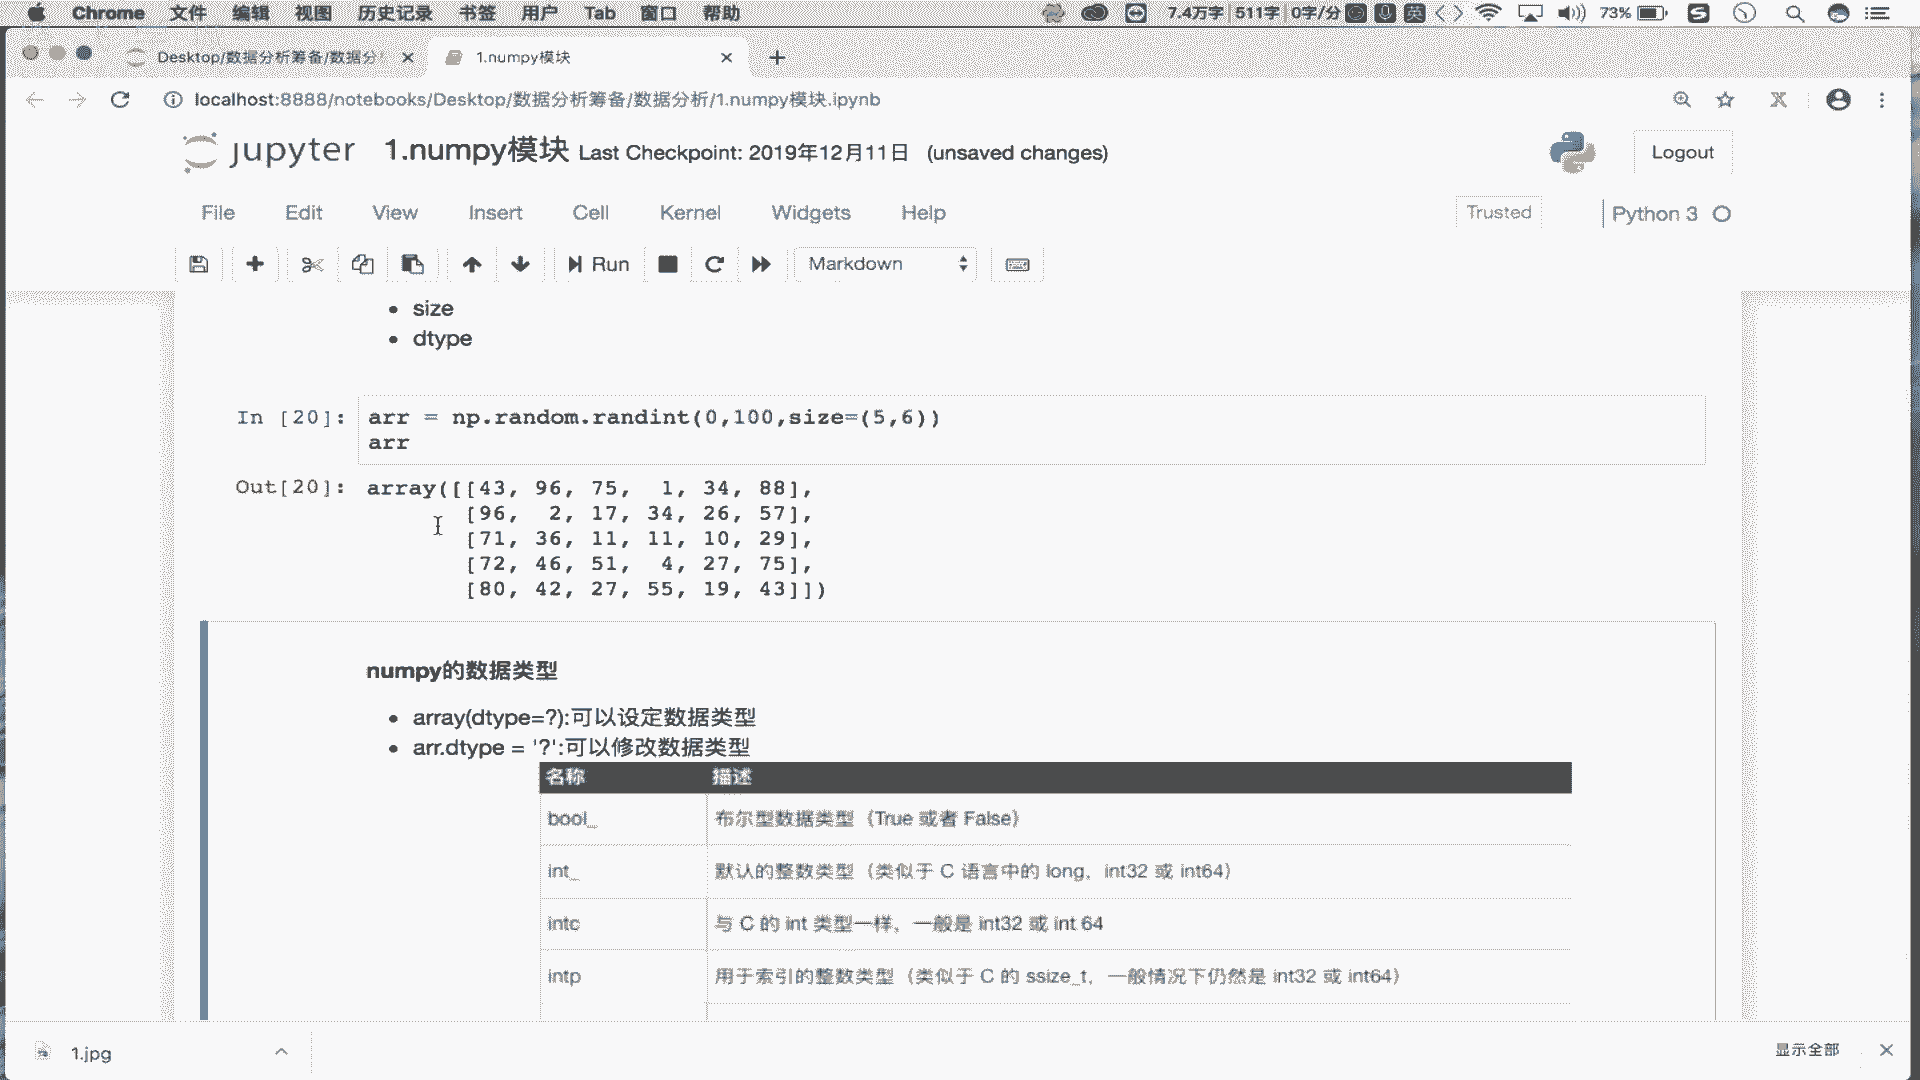 Chrome 文件 编辑 视图 历史记录 书签 用户 Tab 窗口 帮助 7.4万字 511字 0字/分 英 73%
Desktop/数据分析筹备/数据分 1.numpy模块
localhost:8888/notebooks/Desktop/数据分析筹备/数据分析/1.numpy模块.ipynb
jupyter 1.numpy模块 Last Checkpoint: 2019年12月11日 (unsaved changes) Logout
File Edit View Insert Cell Kernel Widgets Help Trusted Python 3
Run Markdown
• size
• dtype
In [20]: arr = np.random.randint(0,100,size=(5,6))
arr
Out[20]: array([[43, 96, 75,  1, 34, 88],
[96,  2, 17, 34, 26, 57],
[71, 36, 11, 11, 10, 29],
[72, 46, 51,  4, 27, 75],
[80, 42, 27, 55, 19, 43]])
numpy的数据类型
• array(dtype=?):可以设定数据类型
• arr.dtype = '?':可以修改数据类型
名称 描述
bool_ 布尔型数据类型（True 或者 False）
int_ 默认的整数类型（类似于 C 语言中的 long，int32 或 int64）
intc 与 C 的 int 类型一样，一般是 int32 或 int 64
intp 用于索引的整数类型（类似于 C 的 ssize_t，一般情况下仍然是 int32 或 int64）
1.jpg 显示全部